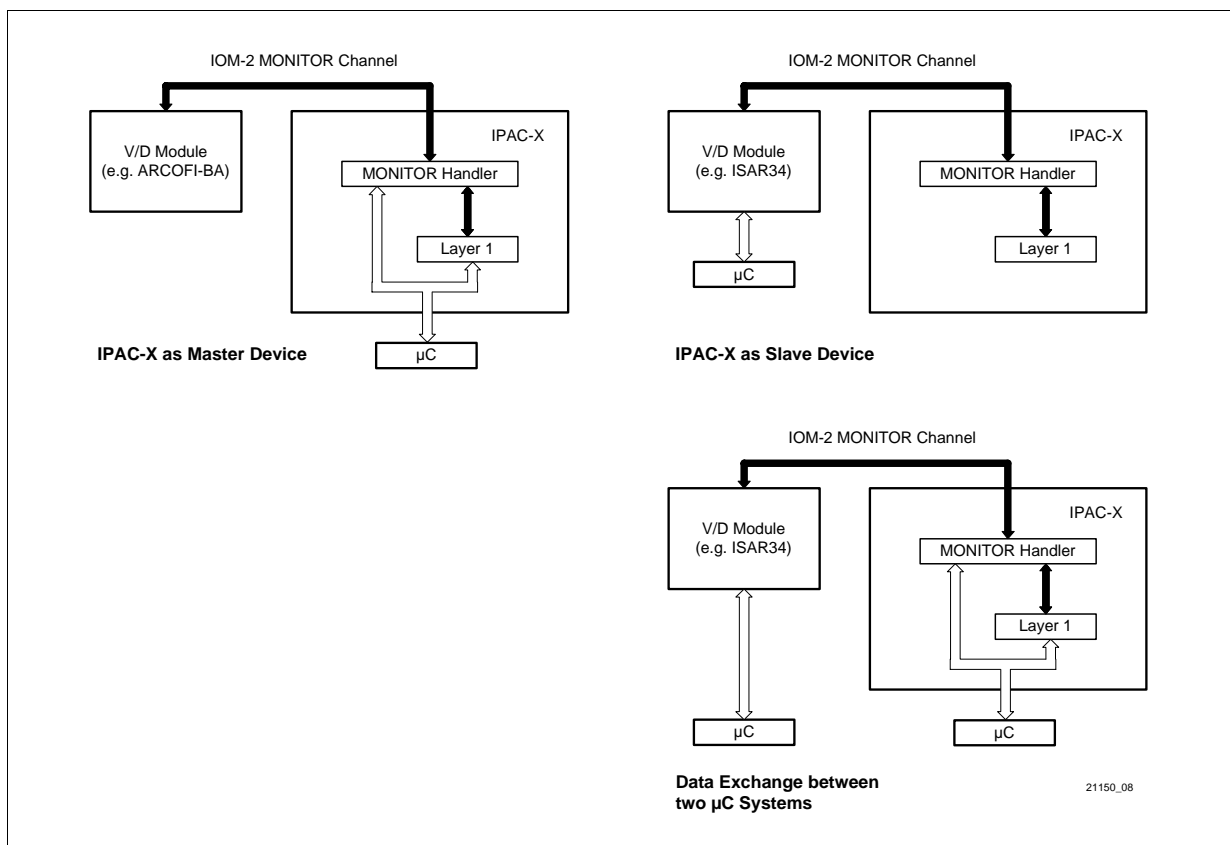 IOM-2 MONITOR Channel
V/D Module
(e.g. ARCOFI-BA)
IPAC-X
MONITOR Handler
Layer 1
µC
IPAC-X as Master Device
IOM-2 MONITOR Channel
V/D Module
(e.g. ISAR34)
µC
IPAC-X
MONITOR Handler
Layer 1
IPAC-X as Slave Device
IOM-2 MONITOR Channel
V/D Module
(e.g. ISAR34)
µC
IPAC-X
MONITOR Handler
Layer 1
µC
Data Exchange between
two µC Systems
21150_08